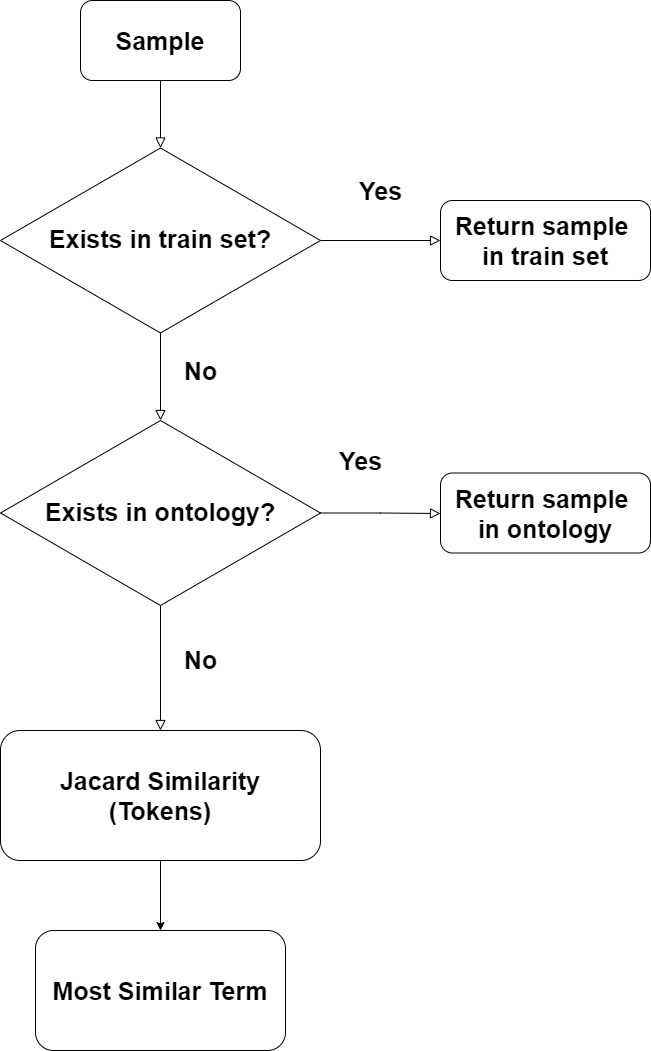 Sample
Yes
Exists in train set?
Return sample
in train set
No
Yes
Exists in ontology?
Return sample
in ontology
No
Jacard Similarity
(Tokens)
Most Similar Term